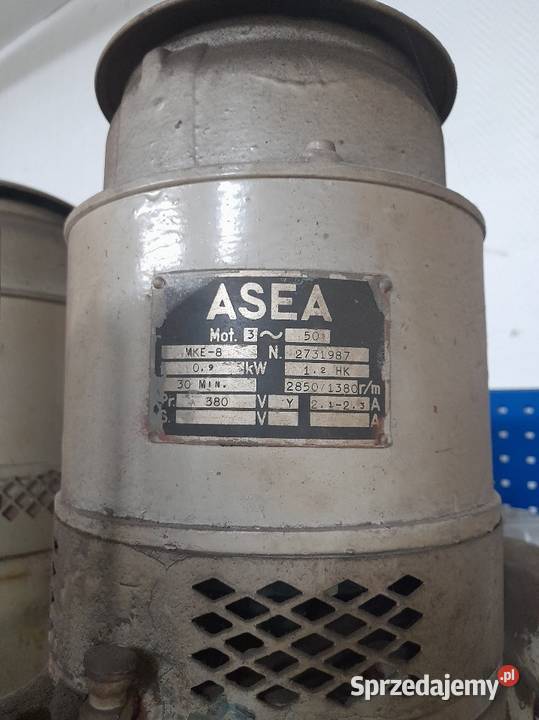 ASEA
Mot. 3 ~ 50
MKE-8 N. 2731987
0.9 kW 1.2 HK
30 MIN. 2850/1380 r/m
Pr. 380 V Y 2.1-2.3 A
S. V A
Sprzedajemy.pl